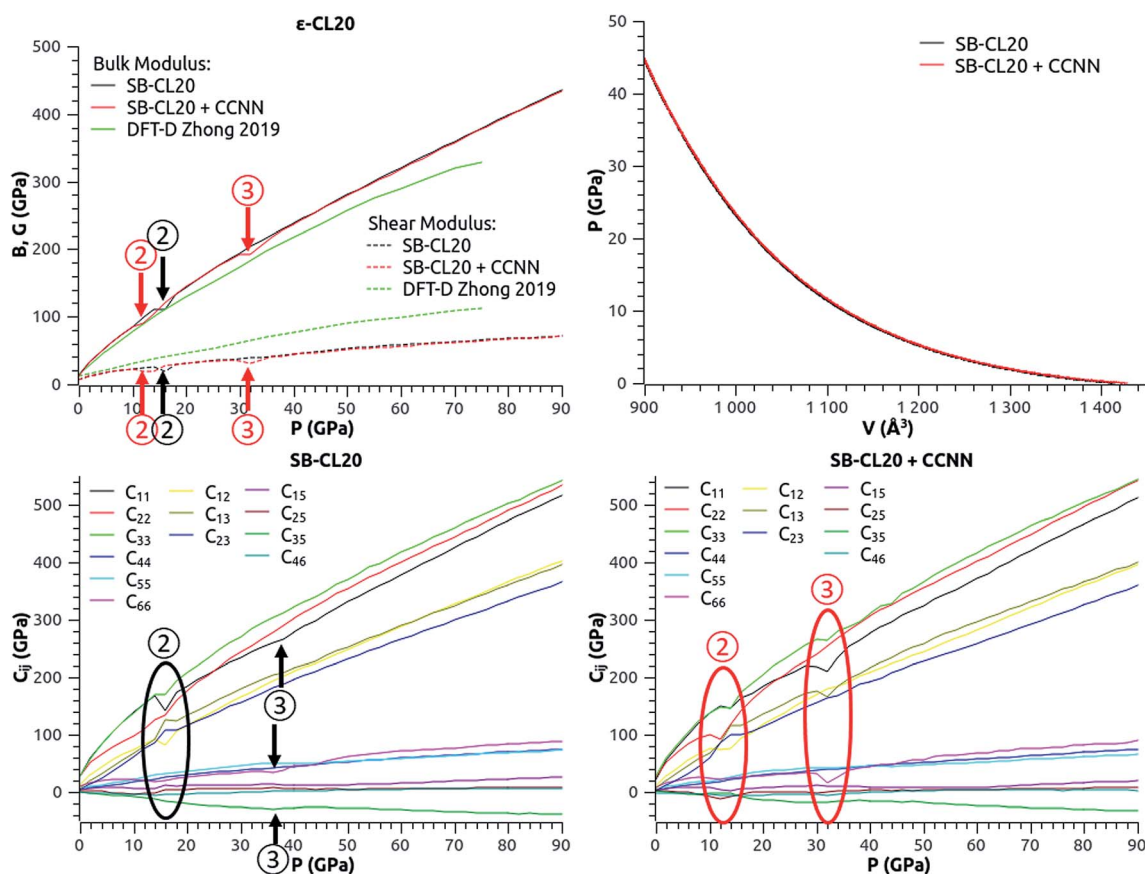 ε-CL20
500
400
300
200
100
0
B, G (GPa)
Bulk Modulus:
SB-CL20
SB-CL20 + CCNN
DFT-D Zhong 2019
3
2
2
Shear Modulus:
SB-CL20
SB-CL20 + CCNN
DFT-D Zhong 2019
0 10 20 30 40 50 60 70 80 90
2 2 3
P (GPa)
50
40
30
20
10
0
P (GPa)
SB-CL20
SB-CL20 + CCNN
900 1 000 1 100 1 200 1 300 1 400
V (Å³)
SB-CL20
500
400
300
200
100
0
Cij (GPa)
C11 C12 C15
C22 C13 C25
C33 C23 C35
C44 C46
C55
C66
2
3
3
0 10 20 30 40 50 60 70 80 90
P (GPa)
SB-CL20 + CCNN
500
400
300
200
100
0
Cij (GPa)
C11 C12 C15
C22 C13 C25
C33 C23 C35
C44 C46
C55
C66
3
2
0 10 20 30 40 50 60 70 80 90
P (GPa)